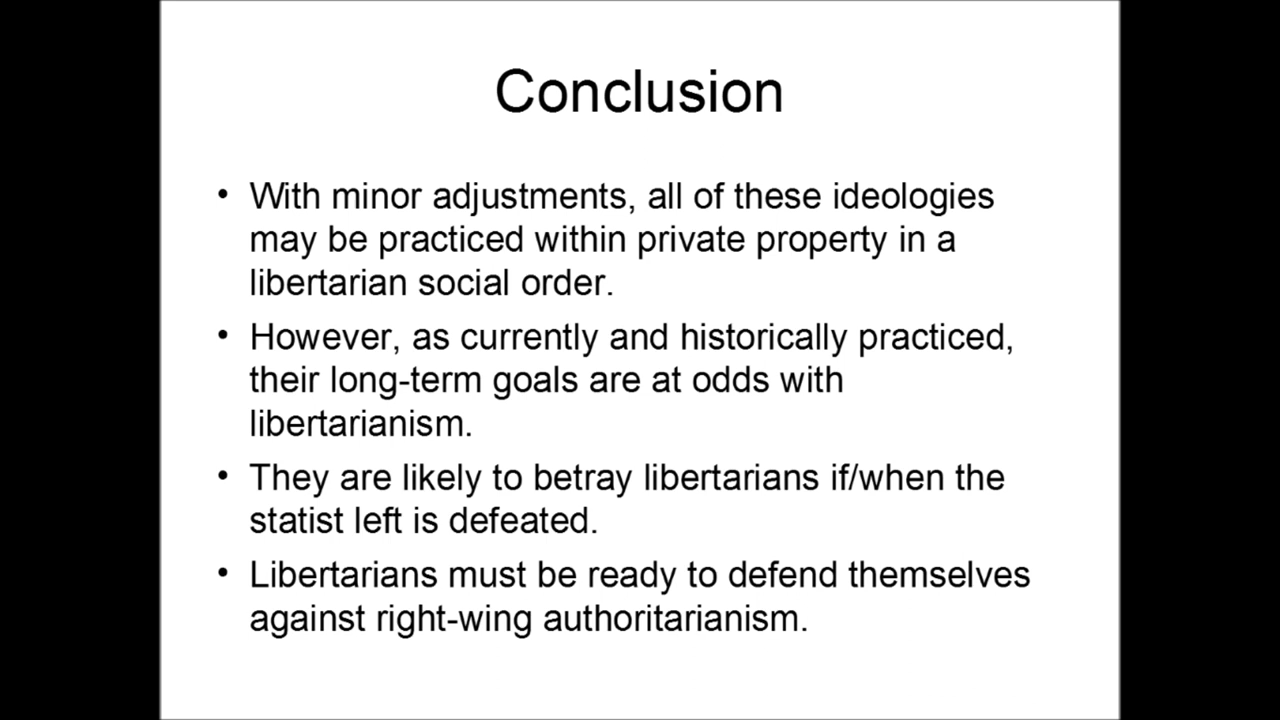 Conclusion
• With minor adjustments, all of these ideologies
may be practiced within private property in a
libertarian social order.
• However, as currently and historically practiced,
their long-term goals are at odds with
libertarianism.
• They are likely to betray libertarians if/when the
statist left is defeated.
• Libertarians must be ready to defend themselves
against right-wing authoritarianism.